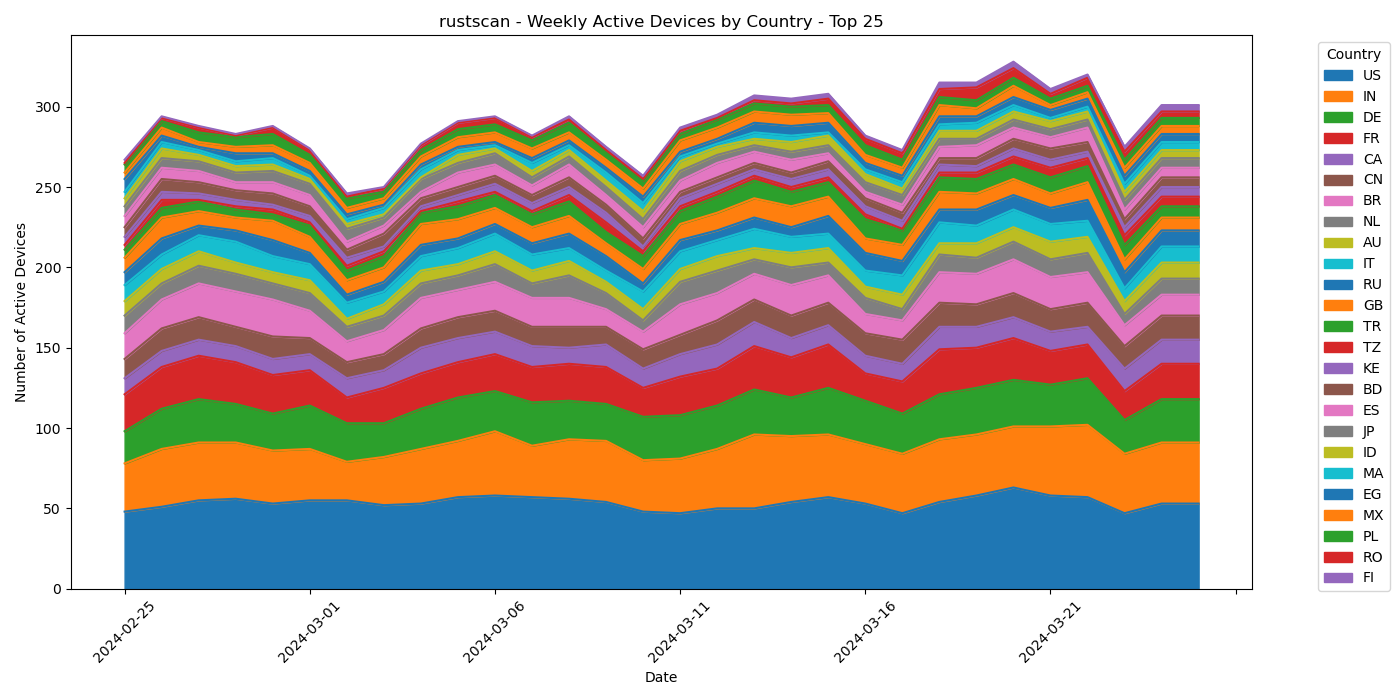 rustscan - Weekly Active Devices by Country - Top 25
Number of Active Devices
300
250
200
150
100
50
0
2024-02-25
2024-03-01
2024-03-06
2024-03-11
2024-03-16
2024-03-21
Date
Country
US
IN
DE
FR
CA
CN
BR
NL
AU
IT
RU
GB
TR
TZ
KE
BD
ES
JP
ID
MA
EG
MX
PL
RO
FI